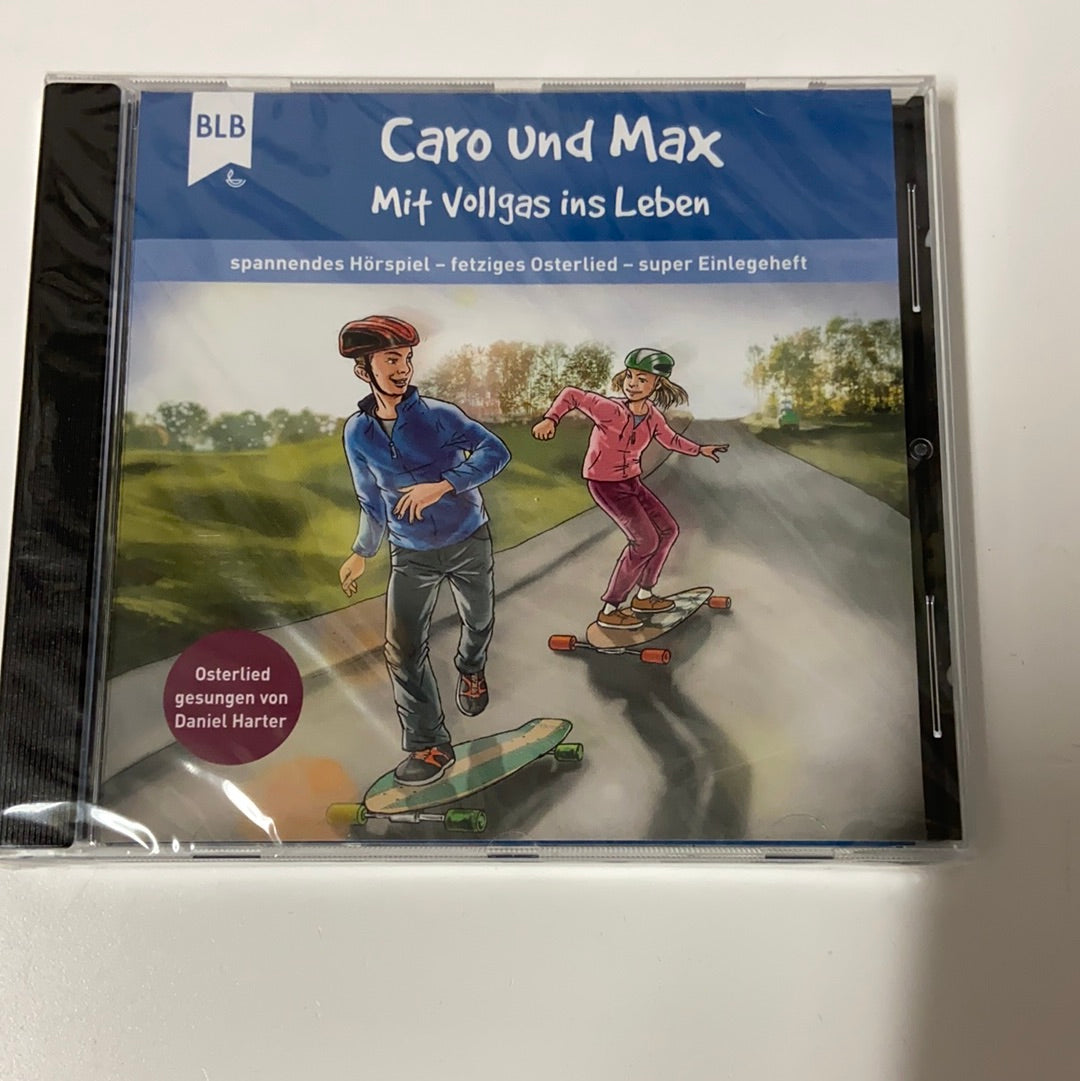 BLB
Caro und Max
Mit Vollgas ins Leben
spannendes Hörspiel – fetziges Osterlied – super Einlegeheft
Osterlied
gesungen von
Daniel Harter